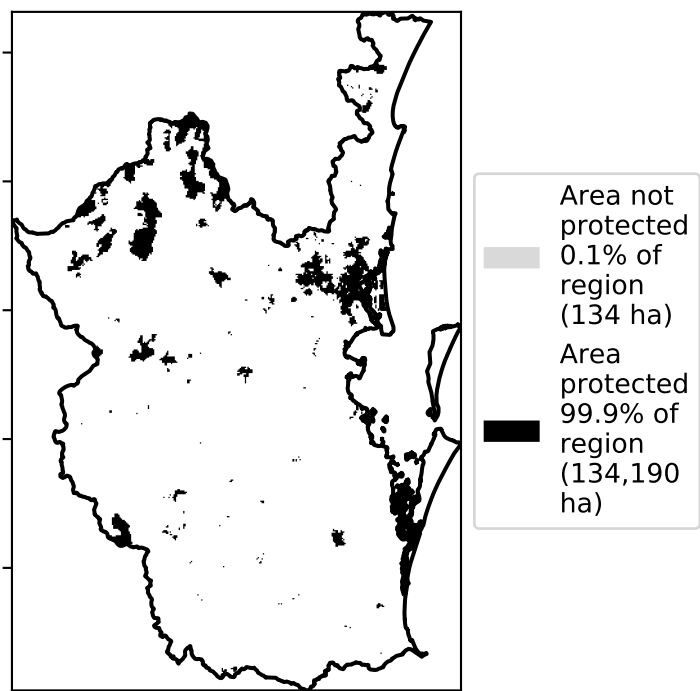 Area not
protected
0.1% of
region
(134 ha)
Area
protected
99.9% of
region
(134,190
ha)